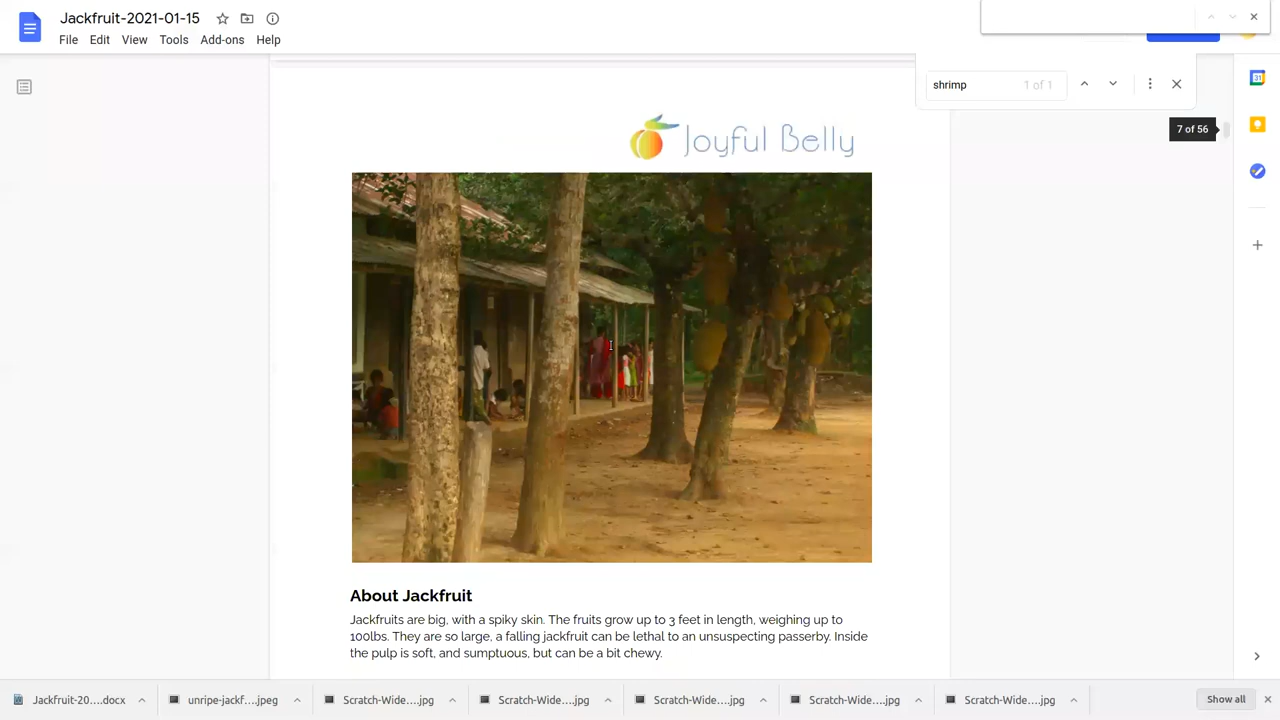 Jackfruit-2021-01-15
File Edit View Tools Add-ons Help
shrimp 1 of 1
7 of 56
31
Joyful Belly
About Jackfruit
Jackfruits are big, with a spiky skin. The fruits grow up to 3 feet in length, weighing up to
100lbs. They are so large, a falling jackfruit can be lethal to an unsuspecting passerby. Inside
the pulp is soft, and sumptuous, but can be a bit chewy.
Jackfruit-20....docx unripe-jackf....jpeg Scratch-Wide....jpg Scratch-Wide....jpg Scratch-Wide....jpg Scratch-Wide....jpg Scratch-Wide....jpg Show all